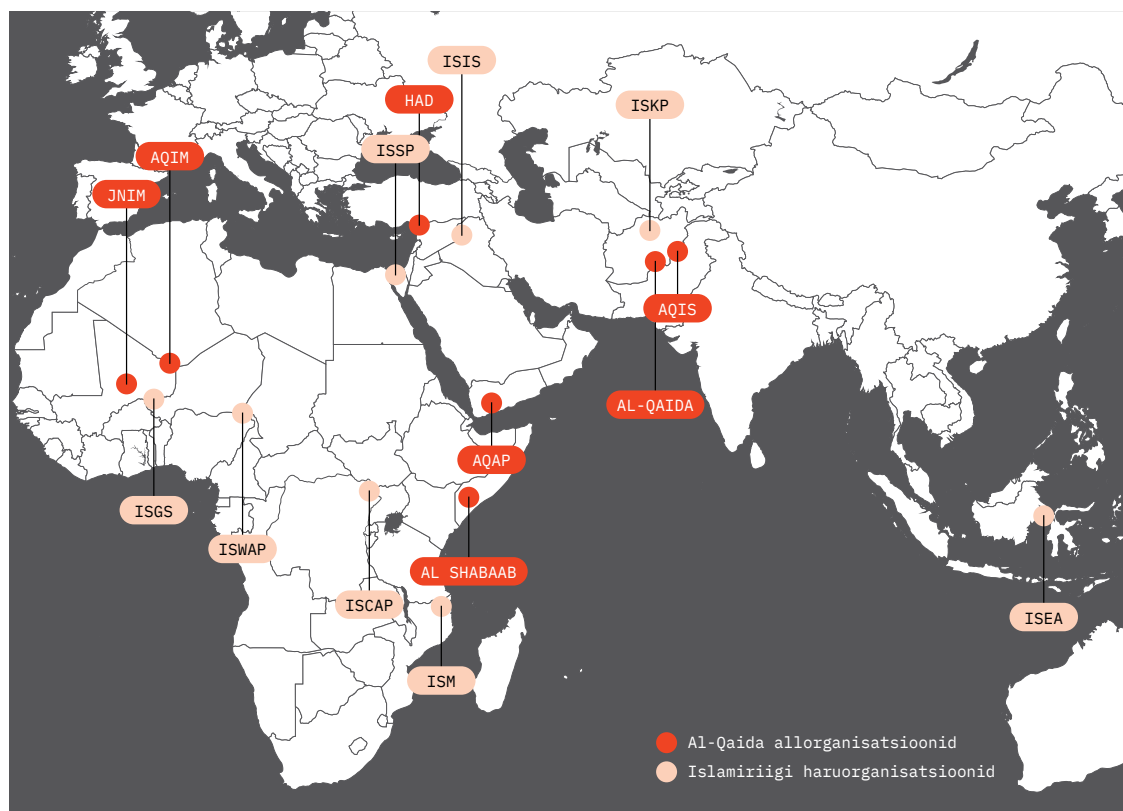 ISIS
HAD
ISKP
ISSP
AQIM
JNIM
AQIS
AL-QAIDA
AQAP
ISGS
ISWAP
AL SHABAAB
ISCAP
ISEA
ISM
Al-Qaida allorganisatsioonid
Islamiriigi haruorganisatsioonid